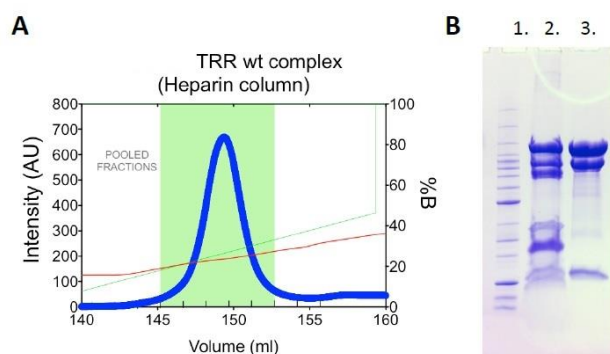 A
TRR wt complex
(Heparin column)
800
700
600
500
400
300
200
100
0
Intensity (AU)
POOLED
FRACTIONS
100
80
60
40
20
0
%B
140
145
150
155
160
Volume (ml)
B
1. 2. 3.